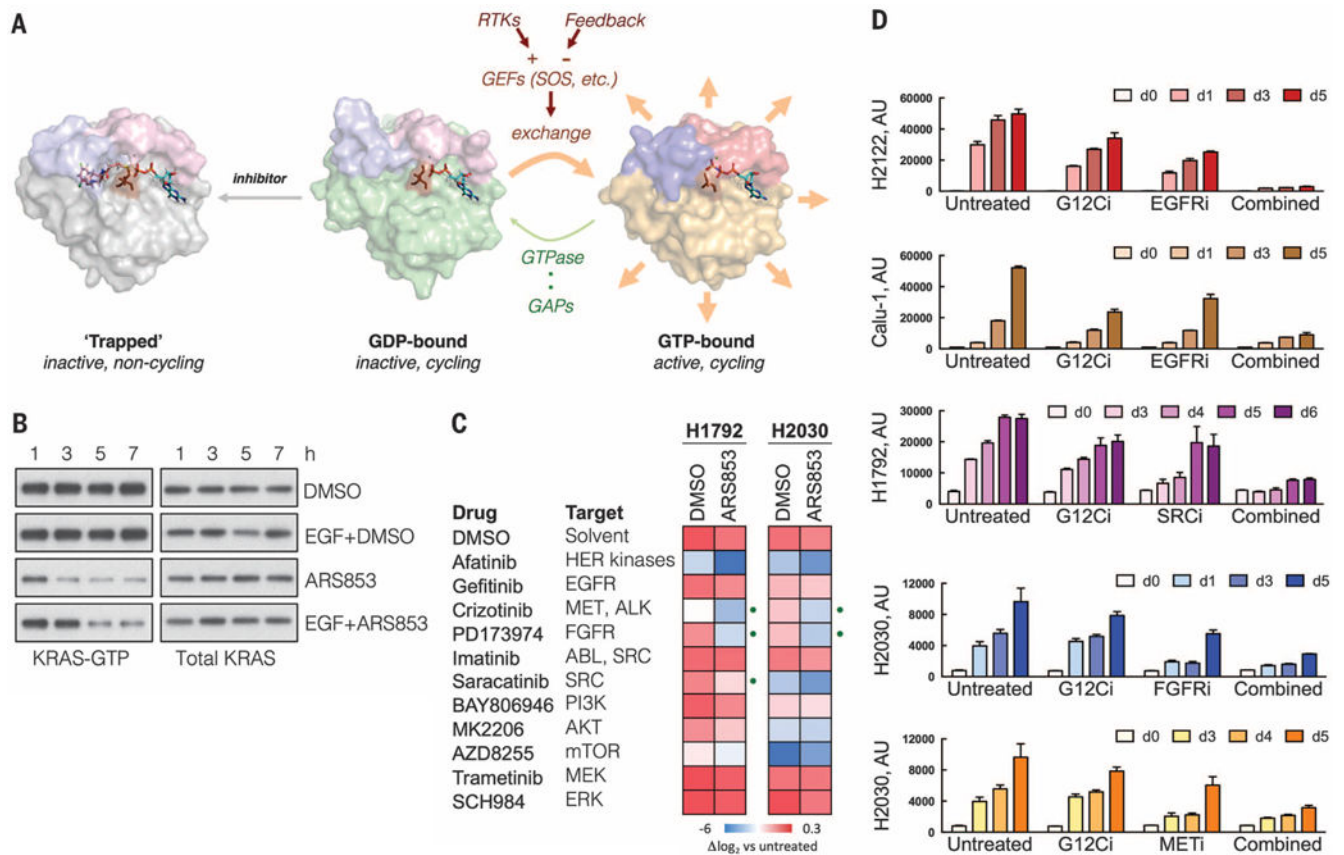 A
RTKs
Feedback
+ -
GEFs (SOS, etc.)
exchange
inhibitor
GTPase
GAPs
'Trapped'
inactive, non-cycling
GDP-bound
inactive, cycling
GTP-bound
active, cycling
B
1 3 5 7 1 3 5 7 h
DMSO
EGF+DMSO
ARS853
EGF+ARS853
KRAS-GTP Total KRAS
C
H1792 H2030
DMSO ARS853 DMSO ARS853
Drug Target
DMSO Solvent
Afatinib HER kinases
Gefitinib EGFR
Crizotinib MET, ALK
PD173974 FGFR
Imatinib ABL, SRC
Saracatinib SRC
BAY806946 PI3K
MK2206 AKT
AZD8255 mTOR
Trametinib MEK
SCH984 ERK
-6 0.3
Δlog2 vs untreated
D
d0 d1 d3 d5
H2122, AU
60000
40000
20000
0
Untreated G12Ci EGFRi Combined
d0 d1 d3 d5
Calu-1, AU
60000
40000
20000
0
Untreated G12Ci EGFRi Combined
d0 d3 d4 d5 d6
H1792, AU
30000
20000
10000
0
Untreated G12Ci SRCi Combined
d0 d1 d3 d5
H2030, AU
12000
8000
4000
0
Untreated G12Ci FGFRi Combined
d0 d3 d4 d5
H2030, AU
12000
8000
4000
0
Untreated G12Ci METi Combined